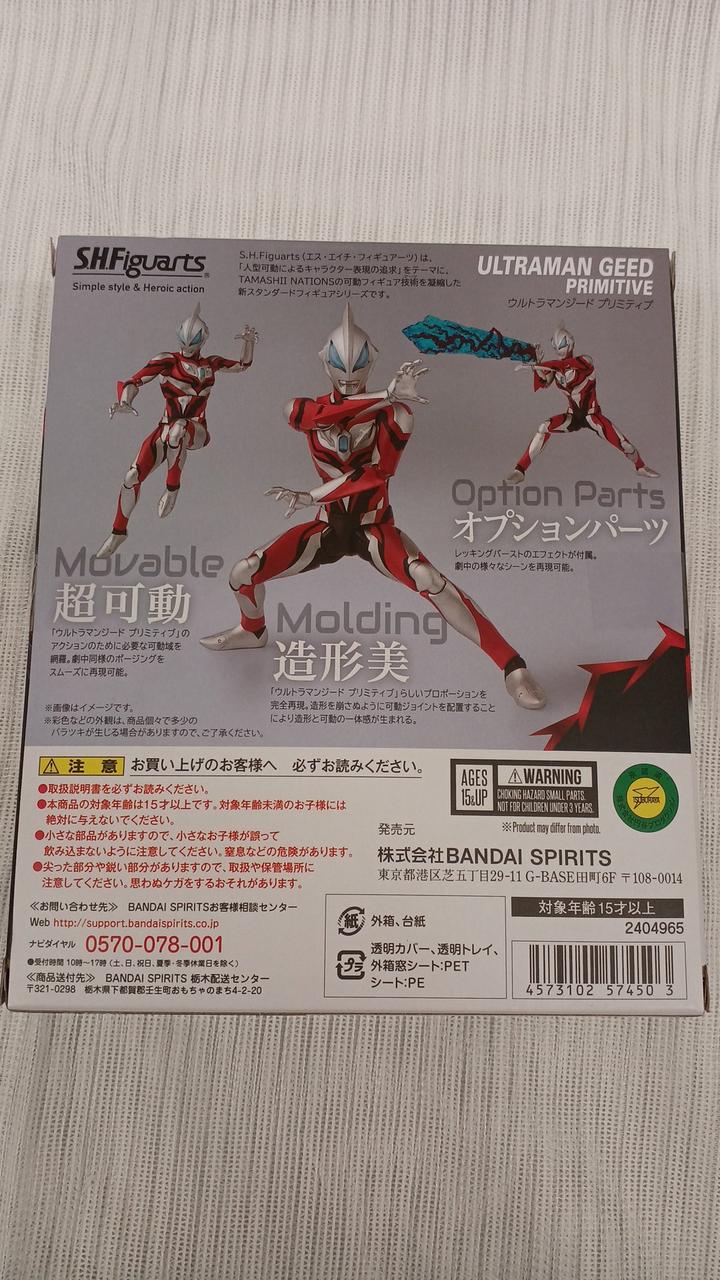 S.H.Figuarts
Simple style & Heroic action
S.H.Figuarts(エス・エイチ・フィギュアーツ)は、
「人型可動によるキャラクター表現の追求」をテーマに、
TAMASHII NATIONSの可動フィギュア技術を凝縮した
新スタンダードフィギュアシリーズです。
ULTRAMAN GEED
PRIMITIVE
ウルトラマンジード プリミティブ
Option Parts
オプションパーツ
レッキングバーストのエフェクトが付属。
劇中の様々なシーンを再現可能。
Movable
超可動
「ウルトラマンジード プリミティブ」の
アクションのために必要な可動域を
網羅。劇中同様のポージングを
スムーズに再現可能。
Molding
造形美
「ウルトラマンジード プリミティブ」らしいプロポーションを
完全再現。造形を崩さぬように可動ジョイントを配置すること
により造形と可動の一体感が生まれる。
※画像はイメージです。
※彩色などの外観は、商品個々で多少の
バラツキが生じる場合がありますので、ご了承ください。
注意 お買い上げのお客様へ 必ずお読みください。
●取扱説明書を必ずお読みください。
●本商品の対象年齢は15才以上です。対象年齢未満のお子様には
絶対に与えないでください。
●小さな部品がありますので、小さなお子様が誤って
飲み込まないように注意してください。窒息などの危険があります。
●尖った部分や鋭い部分がありますので、取扱や保管場所に
注意してください。思わぬケガをするおそれがあります。
≪お問い合わせ先≫ BANDAI SPIRITSお客様相談センター
Web http://support.bandaispirits.co.jp
ナビダイヤル 0570-078-001
●受付時間 10時~17時(土、日、祝日、夏季・冬季休業日を除く)
≪商品送付先≫ BANDAI SPIRITS 栃木配送センター
〒321-0298 栃木県下都賀郡壬生町おもちゃのまち4-2-20
AGES
15&UP
WARNING
CHOKING HAZARD SMALL PARTS.
NOT FOR CHILDREN UNDER 3 YEARS.
※Product may differ from photo.
TSUBURAYA
発売元
株式会社BANDAI SPIRITS
東京都港区芝五丁目29-11 G-BASE田町6F 〒108-0014
紙 外箱、台紙
プラ 透明カバー、透明トレイ、
外箱窓シート:PET
シート:PE
対象年齢15才以上
2404965
4573102 57450 3